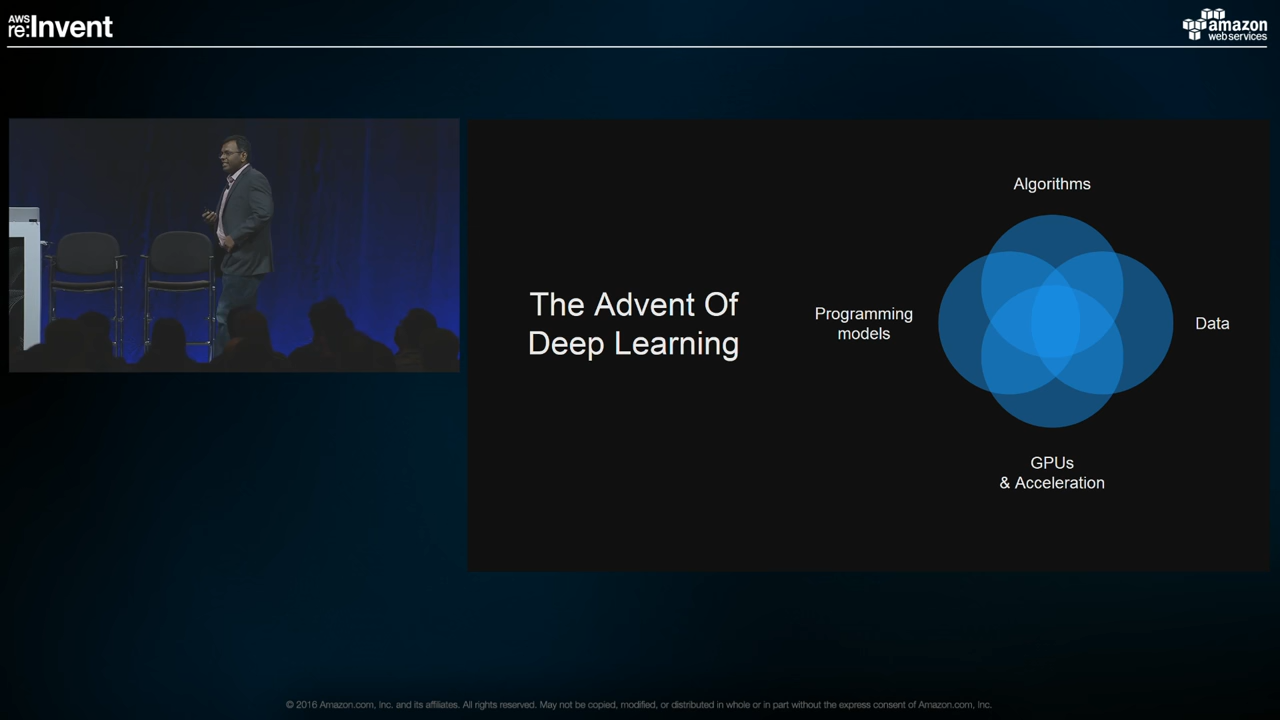 AWS
re:Invent
amazon
web services
The Advent Of
Deep Learning
Algorithms
Programming
models
Data
GPUs
& Acceleration
© 2016 Amazon.com, Inc. and its affiliates. All rights reserved. May not be copied, modified, or distributed in whole or in part without the express consent of Amazon.com, Inc.